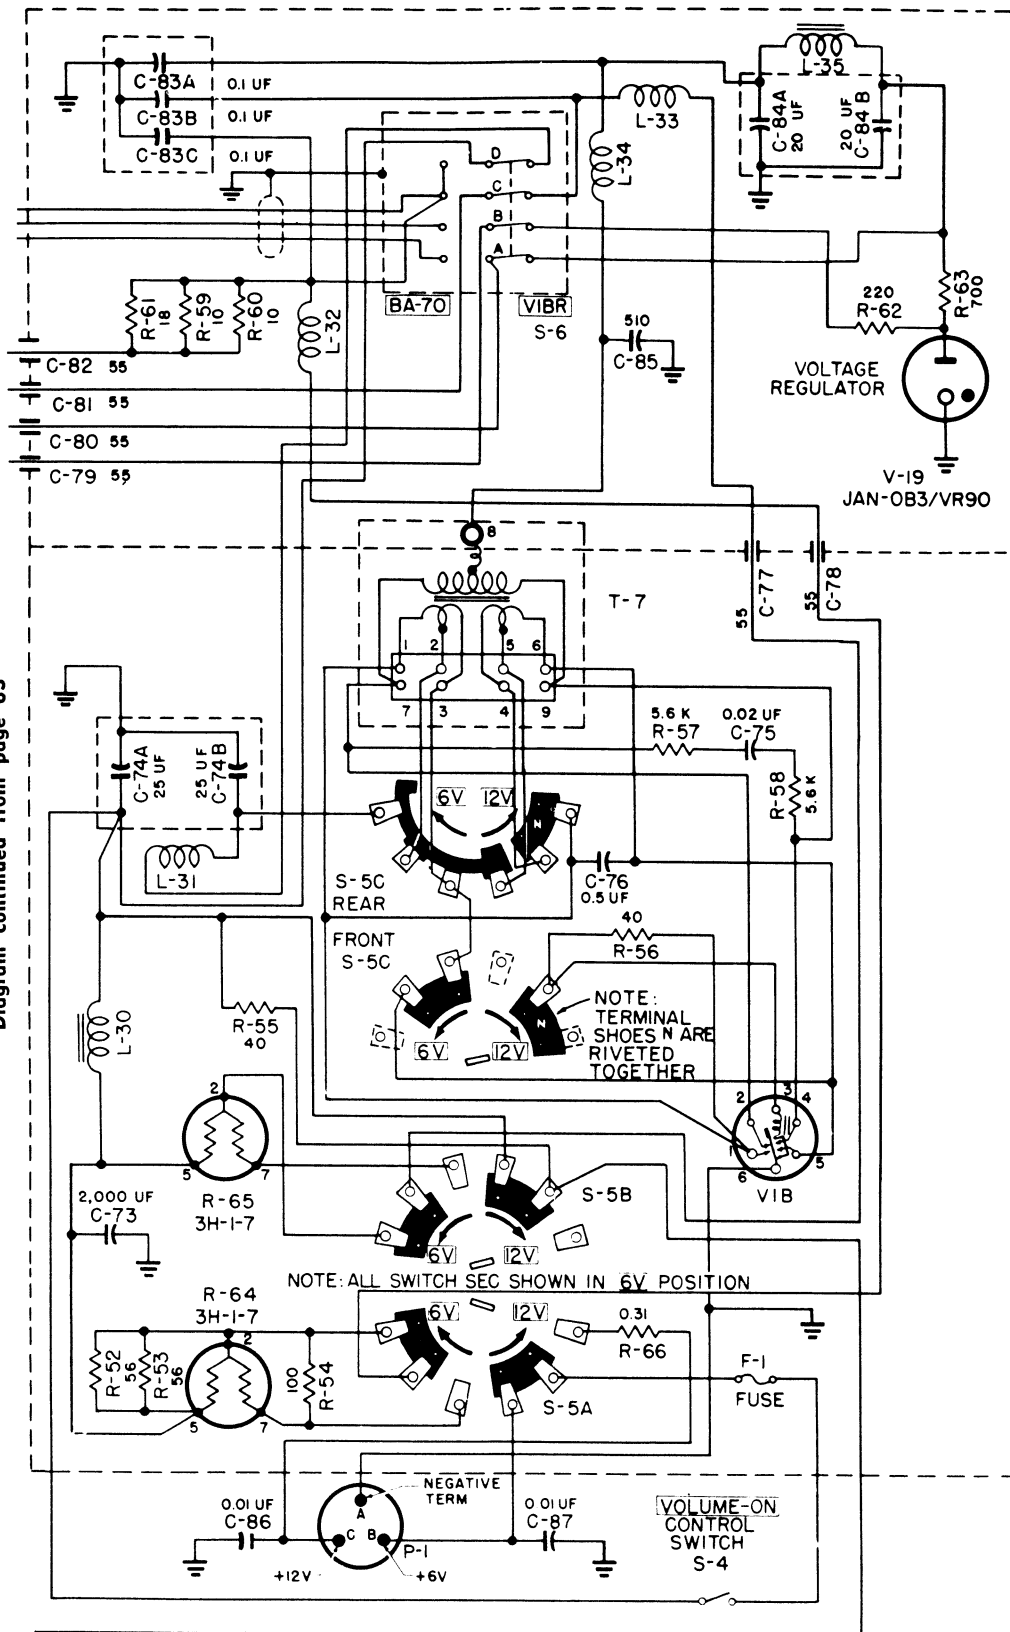 L-35
C-83A
0.1 UF
C-83B
0.1 UF
C-83C
0.1 UF
L-33
L-34
C-84A
20 UF
20 UF
C-84B
D
C
B
A
BA-70
VIBR
S-6
R-61
18
R-59
10
R-60
10
L-32
510
C-85
220
R-62
R-63
700
VOLTAGE
REGULATOR
V-19
JAN-OB3/VR90
C-82 55
C-81 55
C-80 55
C-79 55
8
T-7
55
C-77
55
C-78
1 2 5 6
7 3 4 9
Diagram continued from page 65
C-74A
25 UF
25 UF
C-74B
L-31
5.6 K
R-57
0.02 UF
C-75
R-58
5.6K
6V
12V
N
S-5C
REAR
C-76
0.5 UF
FRONT
S-5C
40
R-56
N
NOTE:
TERMINAL
SHOES N ARE
RIVETED
TOGETHER
6V
12V
L-30
R-55
40
2
5
7
R-65
3H-1-7
2,000 UF
C-73
2
3
4
1
5
6
VIB
S-5B
6V
12V
NOTE: ALL SWITCH SEC SHOWN IN 6V POSITION
R-64
3H-1-7
6V
12V
0.31
R-66
R-52
56
R-53
56
2
5
7
100
R-54
S-5A
F-1
FUSE
NEGATIVE
TERM
A
C
B
P-1
0.01 UF
C-86
0.01 UF
C-87
+12V
+6V
VOLUME-ON
CONTROL
SWITCH
S-4